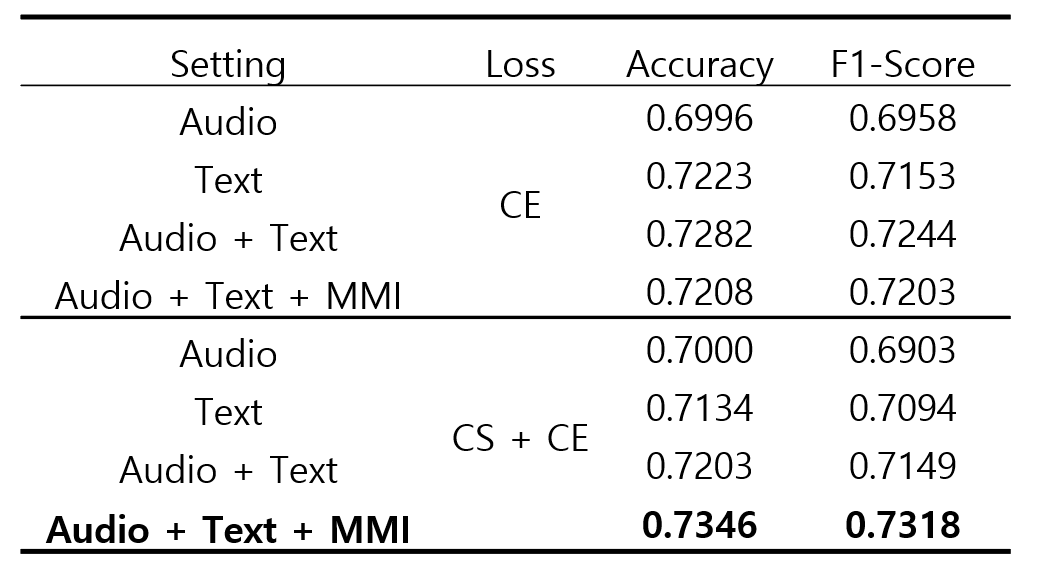 Setting Loss Accuracy F1-Score
Audio 0.6996 0.6958
Text 0.7223 0.7153
CE
Audio + Text 0.7282 0.7244
Audio + Text + MMI 0.7208 0.7203
Audio 0.7000 0.6903
Text 0.7134 0.7094
CS + CE
Audio + Text 0.7203 0.7149
Audio + Text + MMI 0.7346 0.7318